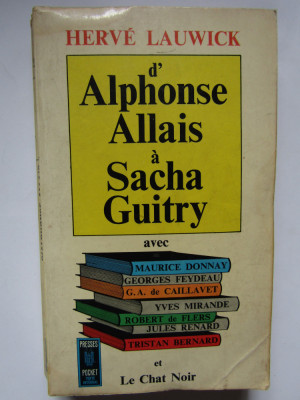 HERVÉ LAUWICK
d'
Alphonse
Allais
à
Sacha
Guitry
avec
MAURICE DONNAY
GEORGES FEYDEAU
G.A. de CAILLAVET
YVES MIRANDE
ROBERT de FLERS
JULES RENARD
TRISTAN BERNARD
et
Le Chat Noir
PRESSES
POCKET